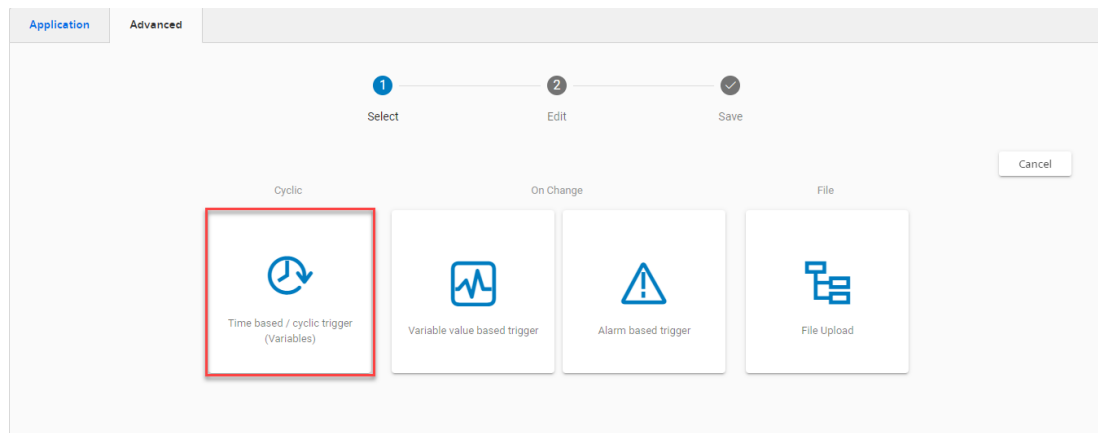 Application Advanced
1 2
Select Edit Save
Cancel
Cyclic On Change File
Time based / cyclic trigger
(Variables)
Variable value based trigger
Alarm based trigger
File Upload